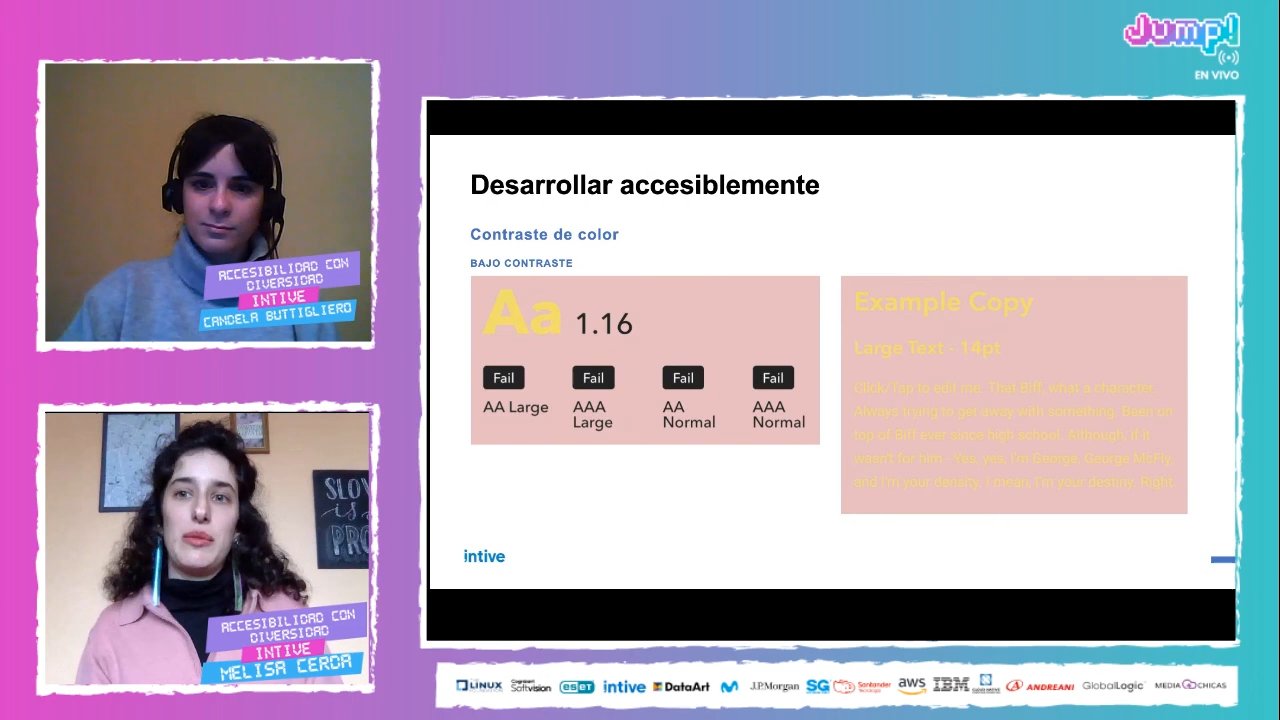 Jump!
EN VIVO
ACCESIBILIDAD CON
DIVERSIDAD
INTIVE
CANDELA BUTTIGLIERO
SLOW
is a
PRO
ACCESIBILIDAD CON
DIVERSIDAD
INTIVE
MELISA CERDA
Desarrollar accesiblemente
Contraste de color
BAJO CONTRASTE
Aa 1.16
Fail Fail Fail Fail
AA Large AAA Large AA Normal AAA Normal
Example Copy
Large Text - 14pt
Click/Tap to edit me. That Biff, what a character.
Always trying to get away with something. Been on
top of Biff ever since high school. Although, if it
wasn't for him - Yes, yes, I'm George, George McFly,
and I'm your density. I mean, I'm your destiny. Right.
intive
LINUX Cognizant Softvision eset intive DataArt J.P.Morgan SG Santander Tecnología aws IBM ANDREANI GlobalLogic MEDIA CHICAS